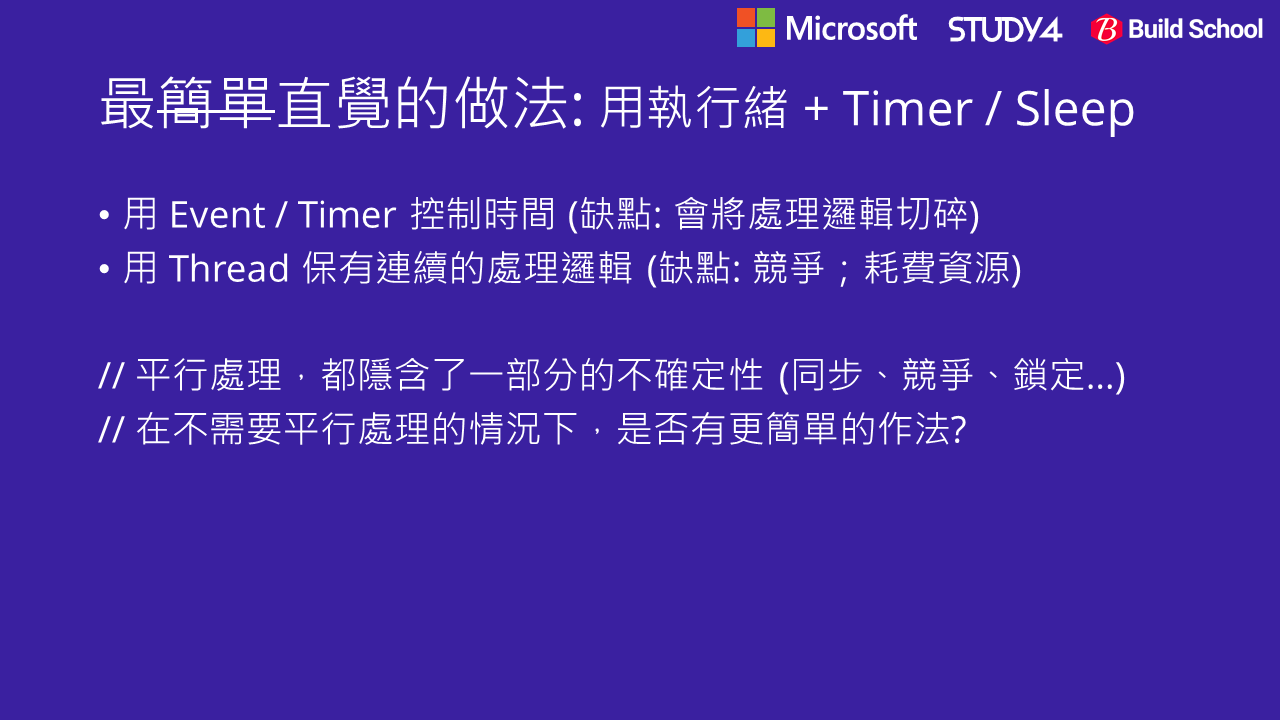 Microsoft STUDY4 Build School
最簡單直覺的做法: 用執行緒 + Timer / Sleep
• 用 Event / Timer 控制時間 (缺點: 會將處理邏輯切碎)
• 用 Thread 保有連續的處理邏輯 (缺點: 競爭；耗費資源)
// 平行處理，都隱含了一部分的不確定性 (同步、競爭、鎖定...)
// 在不需要平行處理的情況下，是否有更簡單的作法?